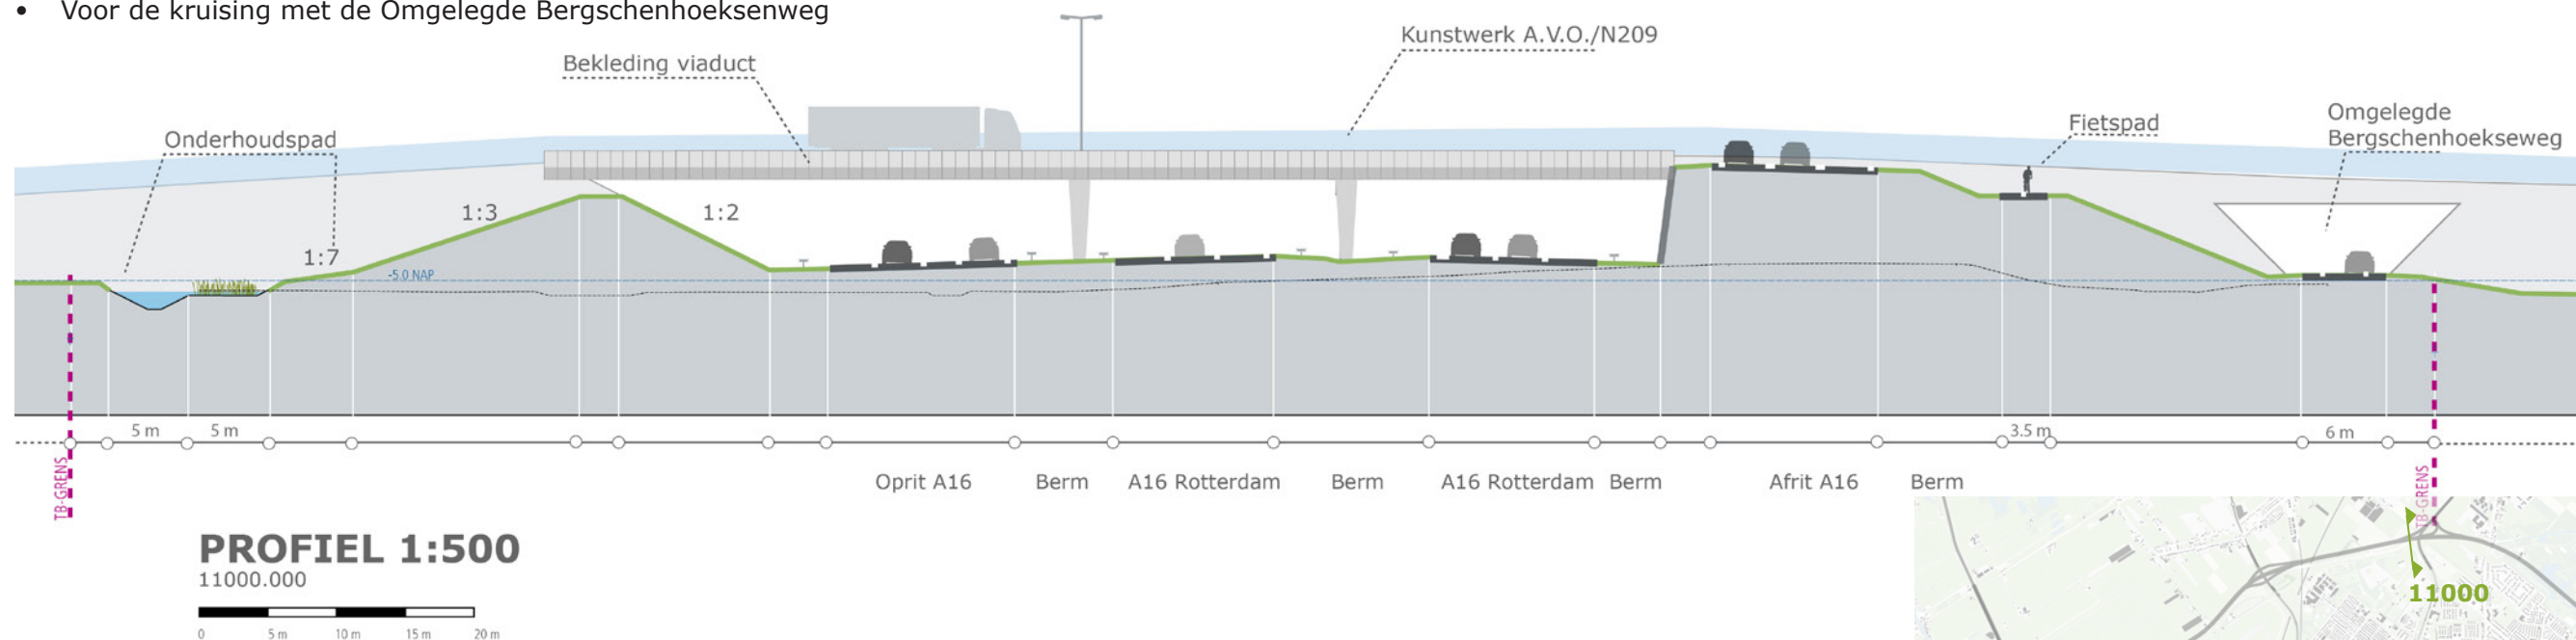 • Voor de kruising met de Omgelegde Bergschenhoeksenweg
Kunstwerk A.V.O./N209
Bekleding viaduct
Onderhoudspad
Fietspad
Omgelegde
Bergschenhoekseweg
1:3
1:2
1:7
-5.0 NAP
5 m
5 m
3.5 m
6 m
TB-GRENS
Oprit A16
Berm
A16 Rotterdam
Berm
A16 Rotterdam
Berm
Afrit A16
Berm
TB-GRENS
PROFIEL 1:500
11000.000
0
5 m
10 m
15 m
20 m
11000